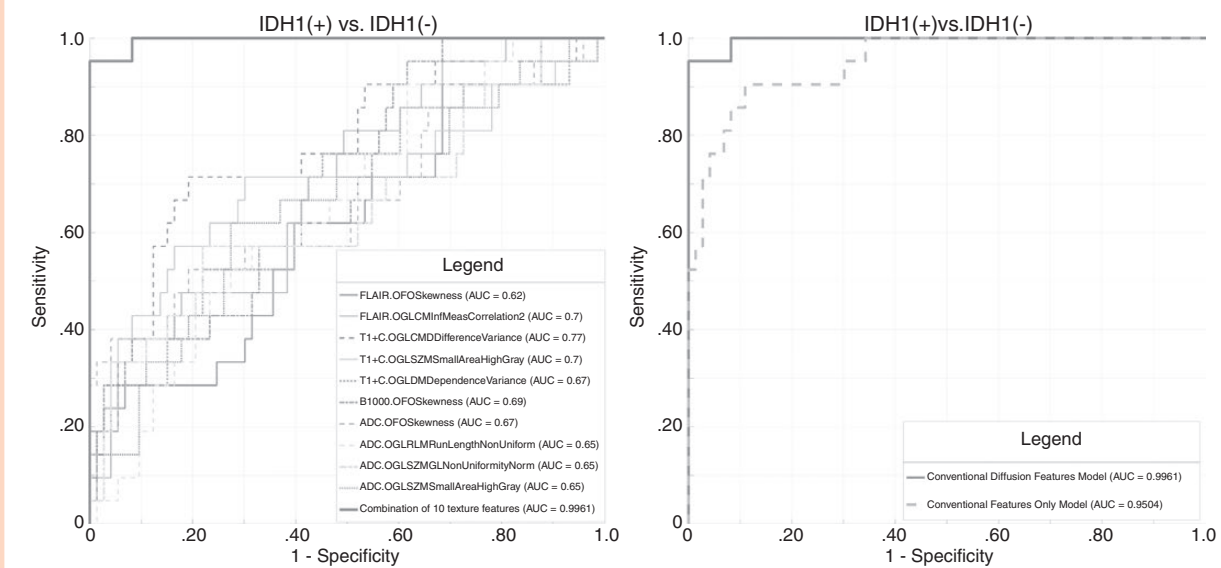 IDH1(+) vs. IDH1(-)
1.0
.80
.60
.40
.20
0
Sensitivity
0
.20
.40
.60
.80
1.0
1 - Specificity
Legend
FLAIR.OFOSkewness (AUC = 0.62)
FLAIR.OGLCMInfMeasCorrelation2 (AUC = 0.7)
T1+C.OGLCMDDifferenceVariance (AUC = 0.77)
T1+C.OGLSZMSmallAreaHighGray (AUC = 0.7)
T1+C.OGLDMDependenceVariance (AUC = 0.67)
B1000.OFOSkewness (AUC = 0.69)
ADC.OFOSkewness (AUC = 0.67)
ADC.OGLRLMRunLengthNonUniform (AUC = 0.65)
ADC.OGLSZMGLNonUniformityNorm (AUC = 0.65)
ADC.OGLSZMSmallAreaHighGray (AUC = 0.65)
Combination of 10 texture features (AUC = 0.9961)
IDH1(+)vs.IDH1(-)
1.0
.80
.60
.40
.20
0
Sensitivity
0
.20
.40
.60
.80
1.0
1 - Specificity
Legend
Conventional Diffusion Features Model (AUC = 0.9961)
Conventional Features Only Model (AUC = 0.9504)